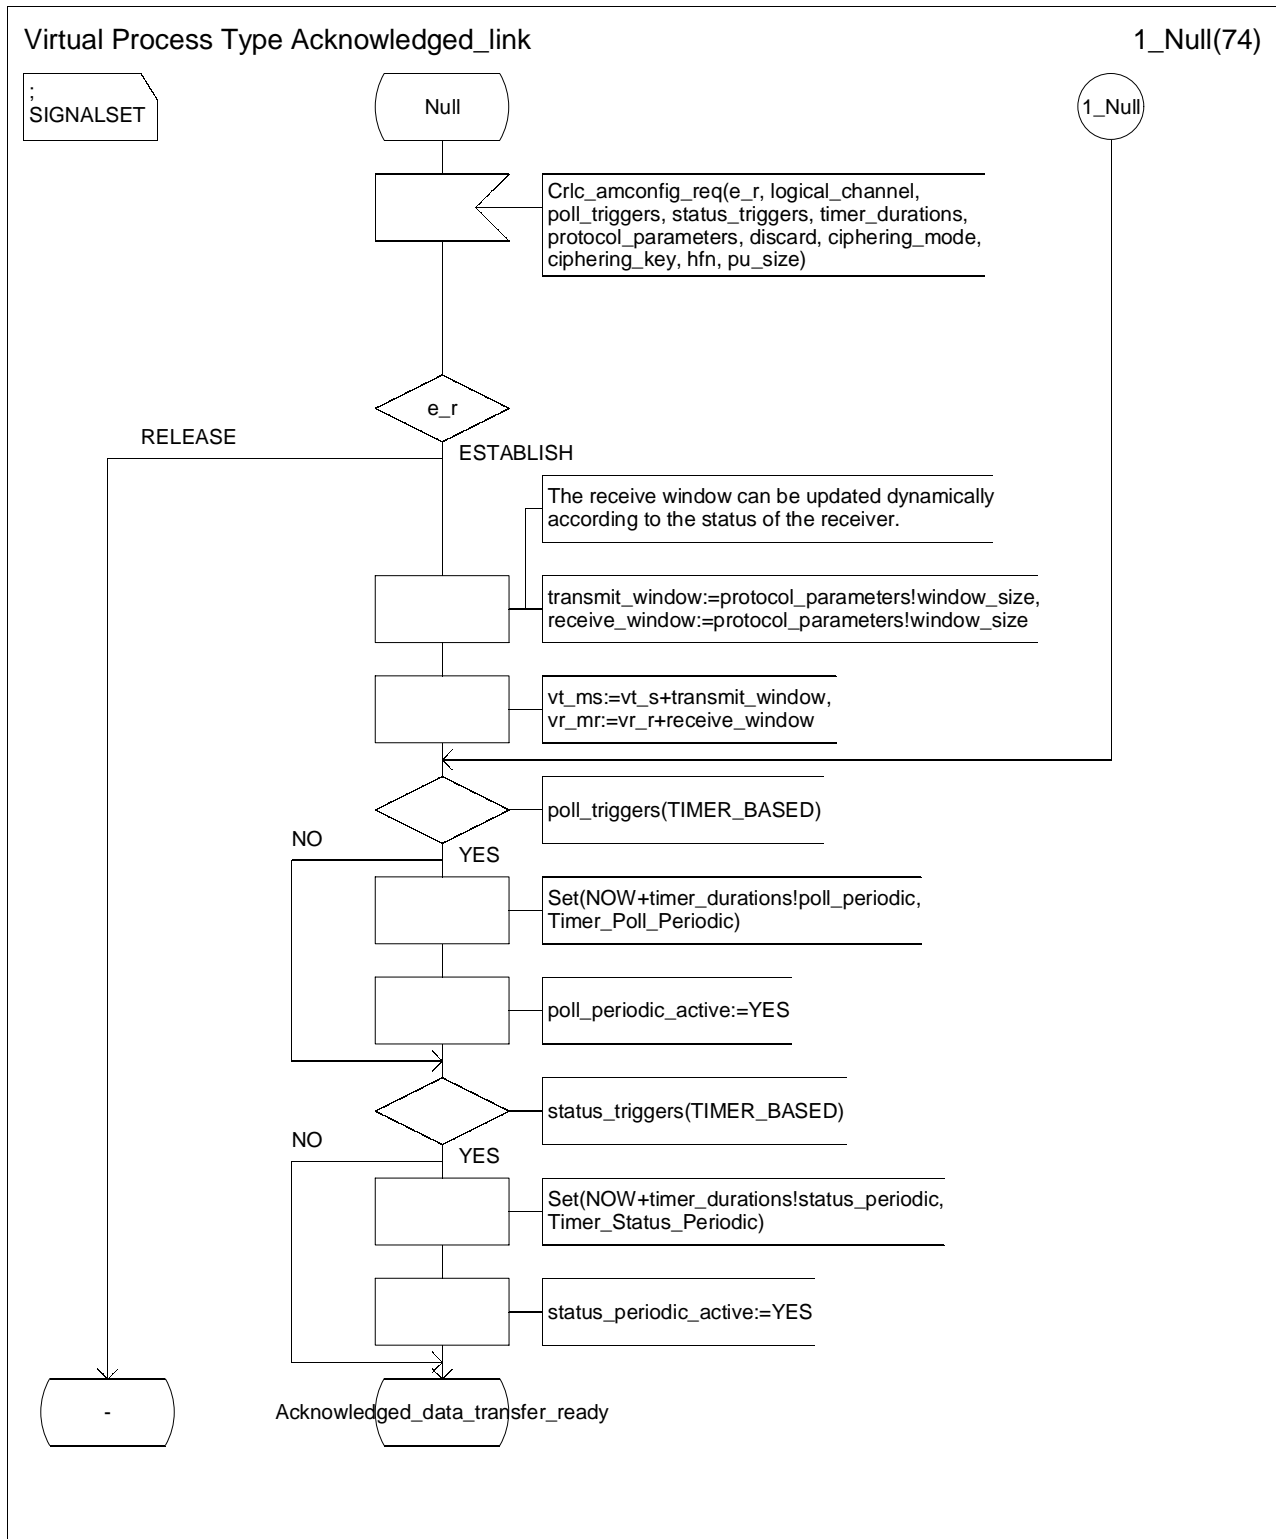 Virtual Process Type Acknowledged_link
1_Null(74)
;
SIGNALSET
Null
1_Null
Crlc_amconfig_req(e_r, logical_channel,
poll_triggers, status_triggers, timer_durations,
protocol_parameters, discard, ciphering_mode,
ciphering_key, hfn, pu_size)
e_r
RELEASE
ESTABLISH
The receive window can be updated dynamically
according to the status of the receiver.
transmit_window:=protocol_parameters!window_size,
receive_window:=protocol_parameters!window_size
vt_ms:=vt_s+transmit_window,
vr_mr:=vr_r+receive_window
poll_triggers(TIMER_BASED)
NO
YES
Set(NOW+timer_durations!poll_periodic,
Timer_Poll_Periodic)
poll_periodic_active:=YES
status_triggers(TIMER_BASED)
NO
YES
Set(NOW+timer_durations!status_periodic,
Timer_Status_Periodic)
status_periodic_active:=YES
-
Acknowledged_data_transfer_ready